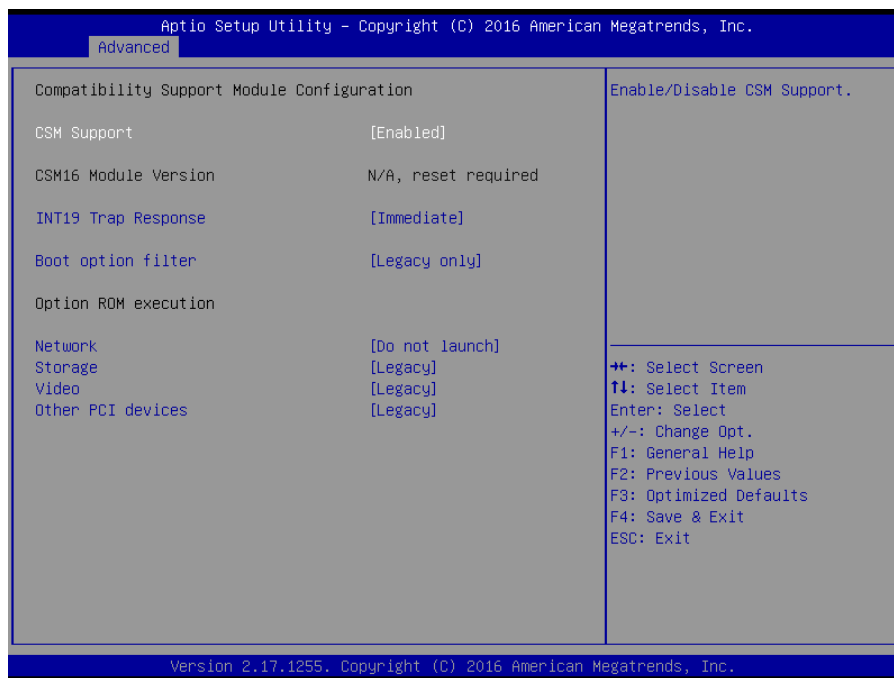 Aptio Setup Utility – Copyright (C) 2016 American Megatrends, Inc.
Advanced
Compatibility Support Module Configuration
CSM Support [Enabled]
CSM16 Module Version N/A, reset required
INT19 Trap Response [Immediate]
Boot option filter [Legacy only]
Option ROM execution
Network [Do not launch]
Storage [Legacy]
Video [Legacy]
Other PCI devices [Legacy]
Enable/Disable CSM Support.
→←: Select Screen
↑↓: Select Item
Enter: Select
+/-: Change Opt.
F1: General Help
F2: Previous Values
F3: Optimized Defaults
F4: Save & Exit
ESC: Exit
Version 2.17.1255. Copyright (C) 2016 American Megatrends, Inc.